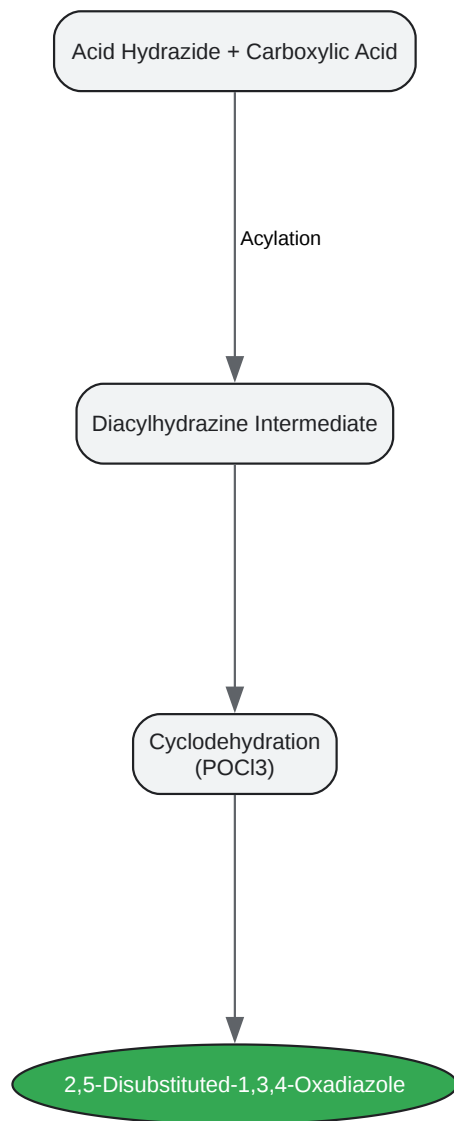 Acid Hydrazide + Carboxylic Acid
Acylation
Diacylhydrazine Intermediate
Cyclodehydration
(POCl3)
2,5-Disubstituted-1,3,4-Oxadiazole